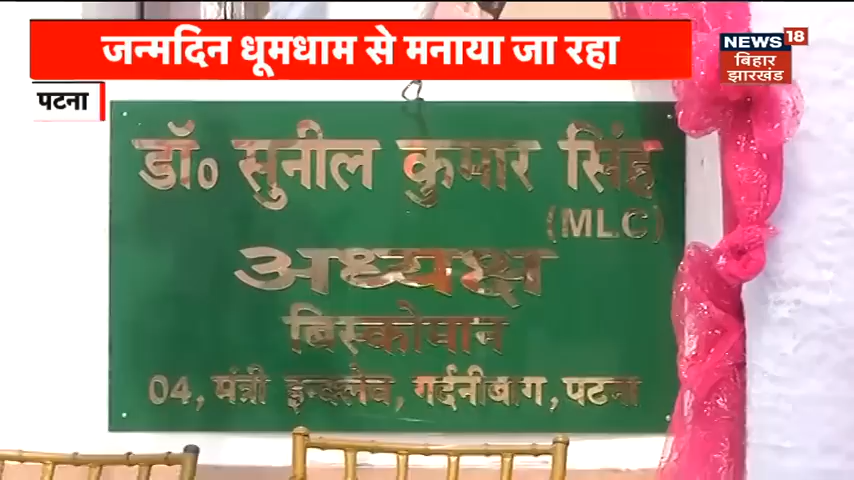 जन्मदिन धूमधाम से मनाया जा रहा
NEWS 18
बिहार
झारखंड
पटना
डॉ० सुनील कुमार सिंह
(MLC)
अध्यक्ष
बिस्कोमान
04, मंत्री इन्क्लेव, गर्दनीबाग, पटना